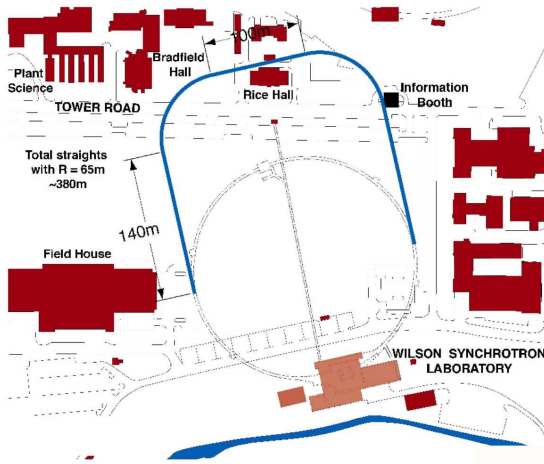 100m
Bradfield
Hall
Plant
Science
Rice Hall
Information
Booth
TOWER ROAD
Total straights
with R = 65m
~380m
140m
Field House
WILSON SYNCHROTRON
LABORATORY